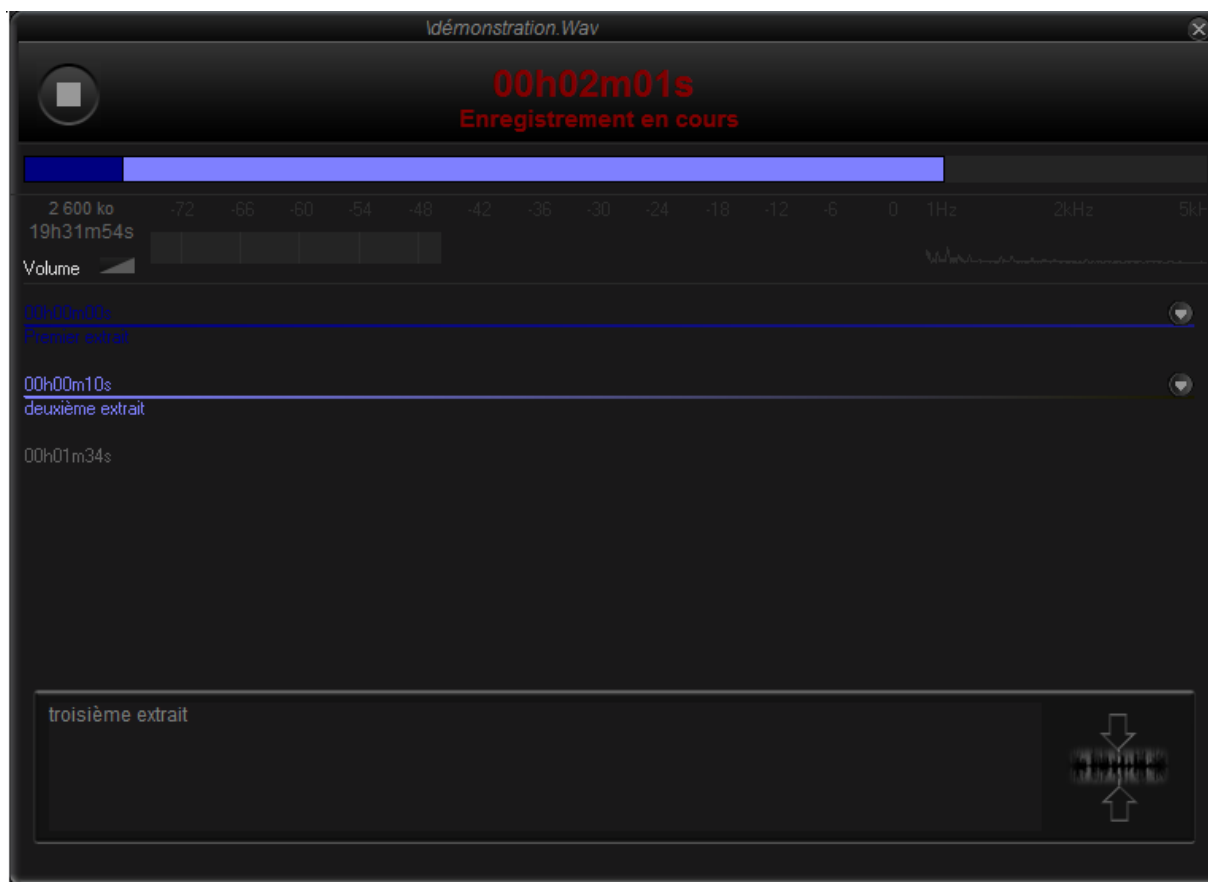 \démonstration.Wav
00h02m01s
Enregistrement en cours
2 600 ko
-72 -66 -60 -54 -48 -42 -36 -30 -24 -18 -12 -6 0 1Hz 2kHz
19h31m54s
Volume
00h00m00s
Premier extrait
00h00m10s
deuxième extrait
00h01m34s
troisième extrait